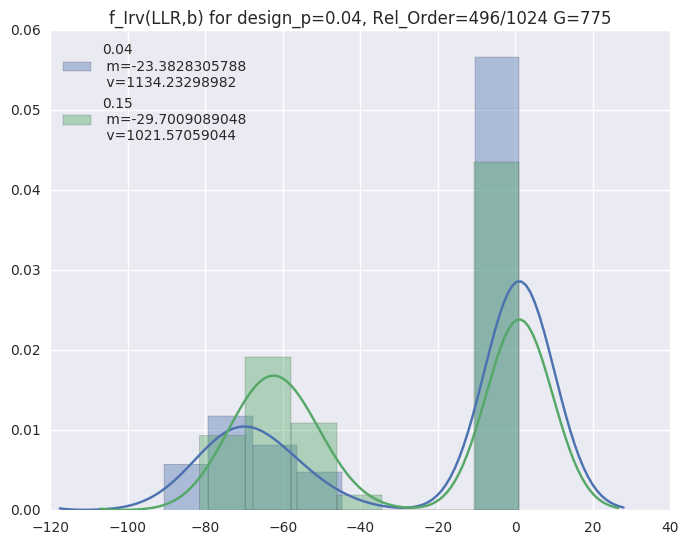 f_Irv(LLR,b) for design_p=0.04, Rel_Order=496/1024 G=775
0.04
m=-23.3828305788
v=1134.23298982
0.15
m=-29.7009089048
v=1021.57059044
0.06
0.05
0.04
0.03
0.02
0.01
0.00
−120 −100 −80 −60 −40 −20 0 20 40